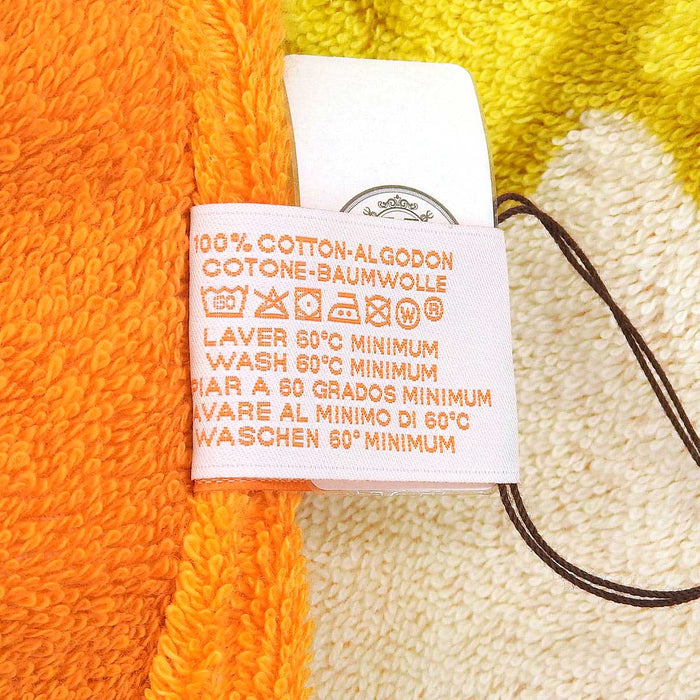 100% COTTON-ALGODON
COTONE-BAUMWOLLE
60 W ®
LAVER 60°C MINIMUM
WASH 60°C MINIMUM
PIAR A 60 GRADOS MINIMUM
AVARE AL MINIMO DI 60°C
WASCHEN 60° MINIMUM